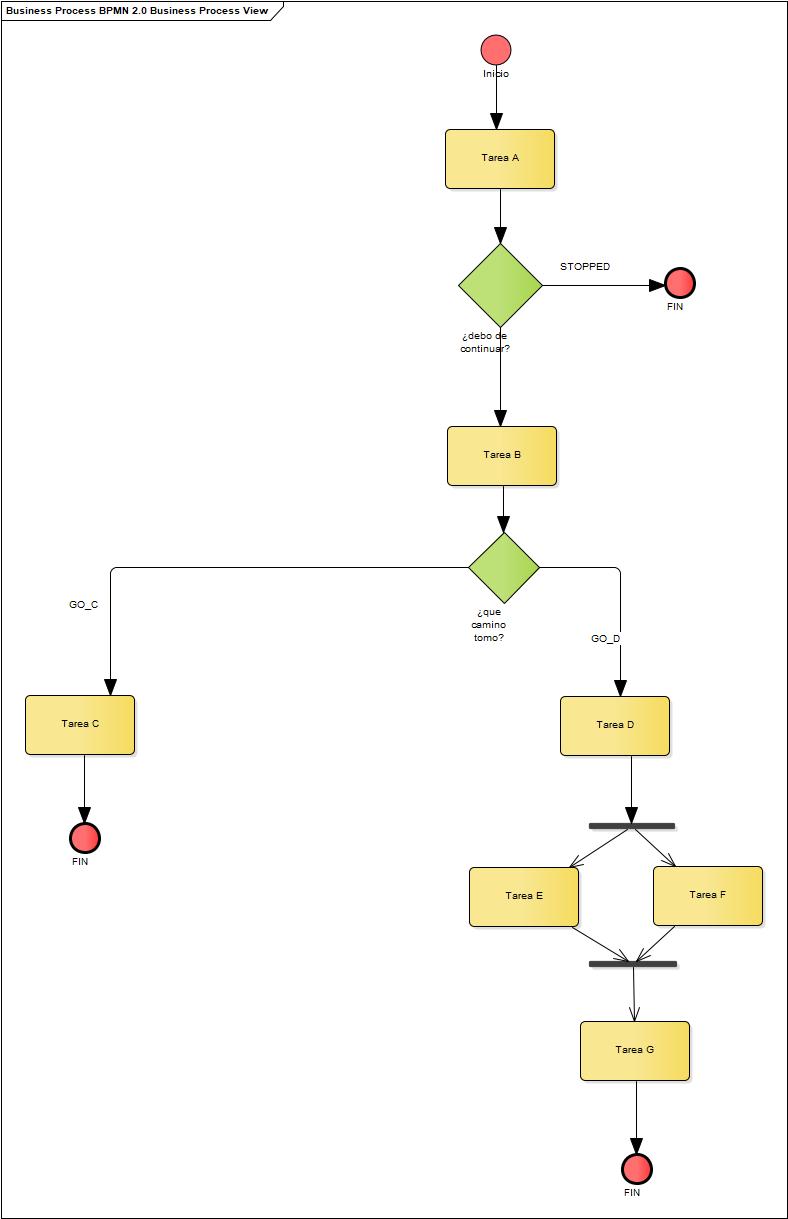 Business Process BPMN 2.0 Business Process View
Inicio
Tarea A
STOPPED
FIN
¿debo de
continuar?
Tarea B
GO_C
¿que
camino
tomo?
GO_D
Tarea C
Tarea D
FIN
Tarea E
Tarea F
Tarea G
FIN